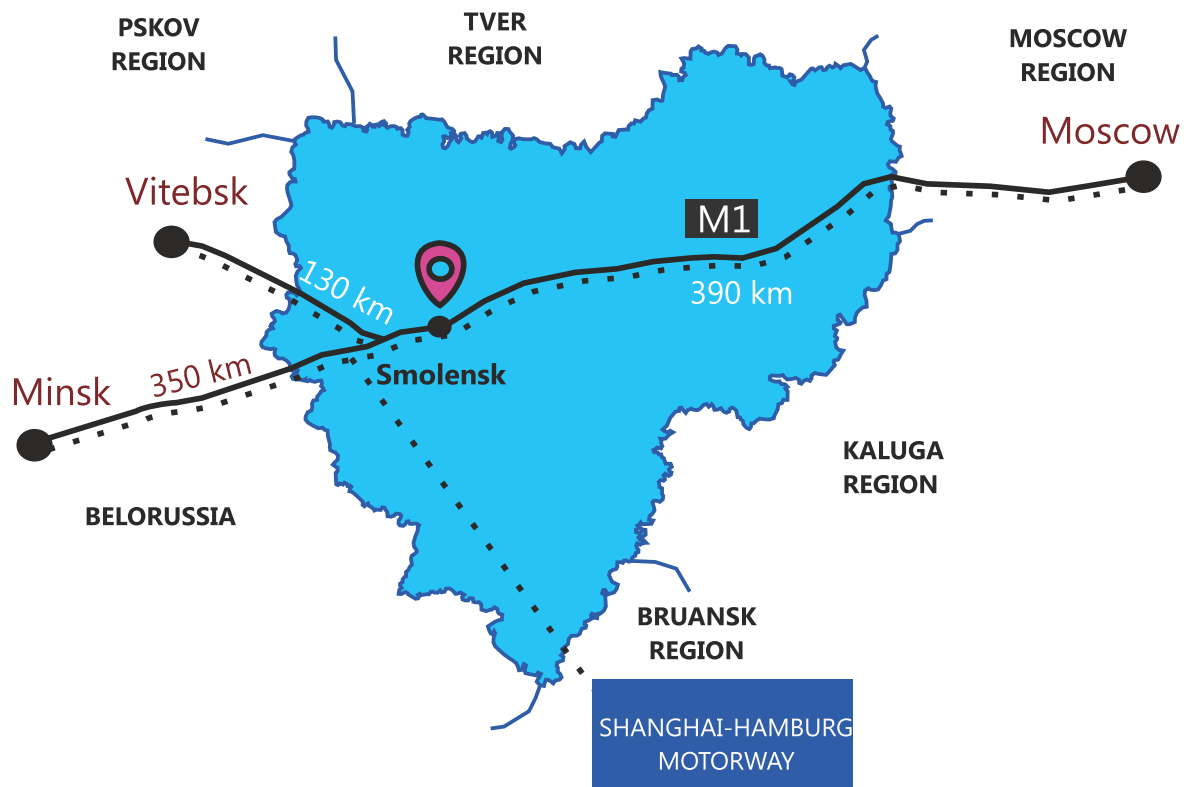 PSKOV
REGION
TVER
REGION
MOSCOW
REGION
Moscow
Vitebsk
M1
130 km
390 km
350 km
Minsk
Smolensk
KALUGA
REGION
BELORUSSIA
BRUANSK
REGION
SHANGHAI-HAMBURG
MOTORWAY